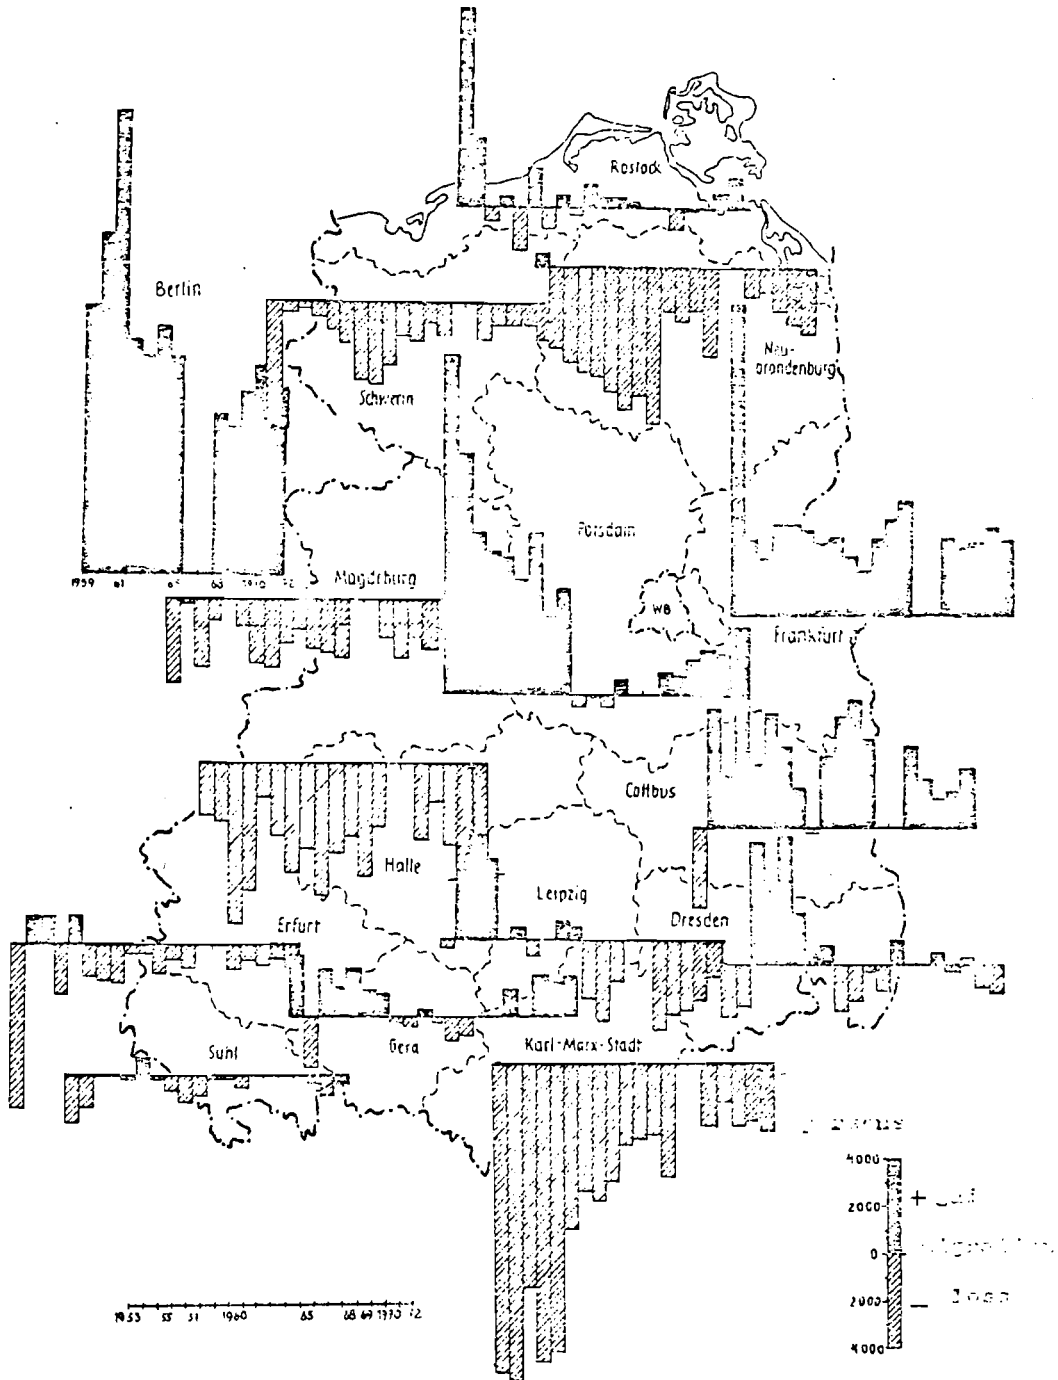 Rostock
Berlin
Neu-
brandenburg
Schwerin
Potsdam
1959 61 65 68 1970 72
Magdeburg
WB
Frankfurt
Cottbus
Halle
Leipzig
Erfurt
Dresden
Suhl
Gera
Karl-Marx-Stadt
4000
2000
+
0
2000
-
4000
1953 55 57 1960 65 68 69 1970 72